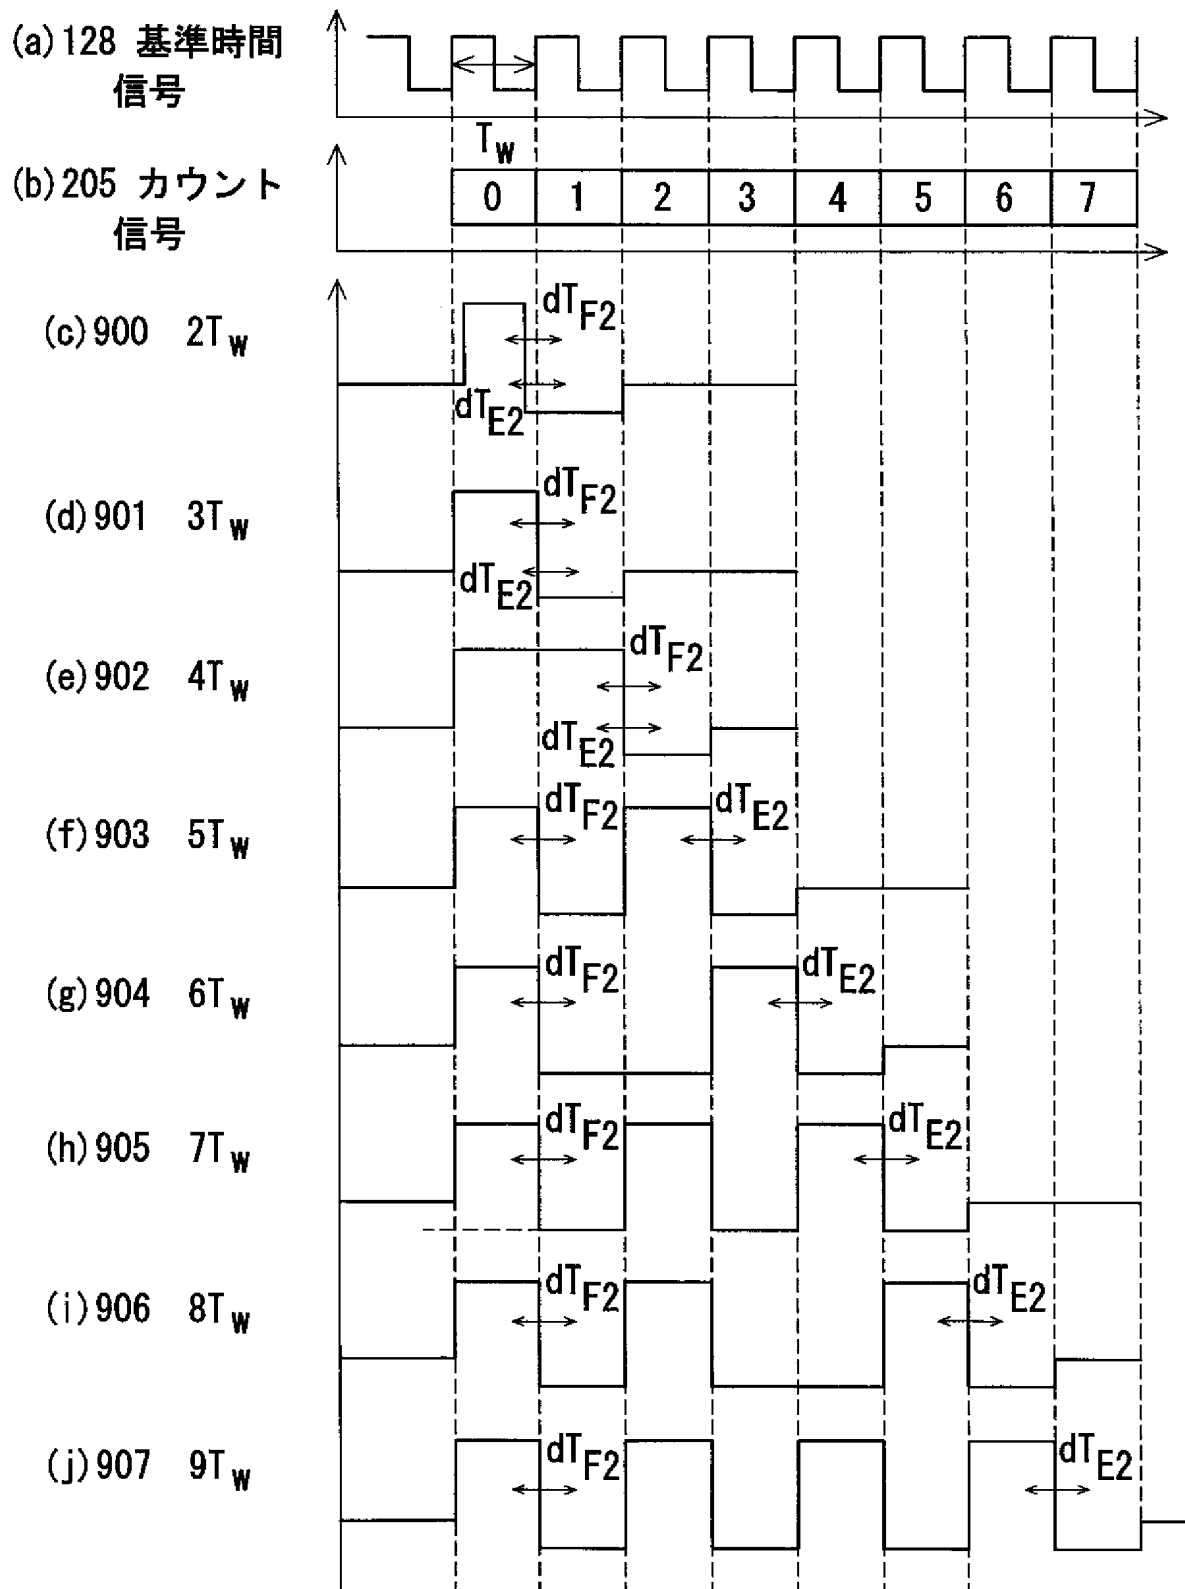 (a)128 基準時間
信号
T_W
(b)205 カウント
信号
0 1 2 3 4 5 6 7
(c)900 2T_W
dT_F2
dT_E2
(d)901 3T_W
dT_F2
dT_E2
(e)902 4T_W
dT_F2
dT_E2
(f)903 5T_W
dT_F2 dT_E2
(g)904 6T_W
dT_F2 dT_E2
(h)905 7T_W
dT_F2 dT_E2
(i)906 8T_W
dT_F2 dT_E2
(j)907 9T_W
dT_F2 dT_E2